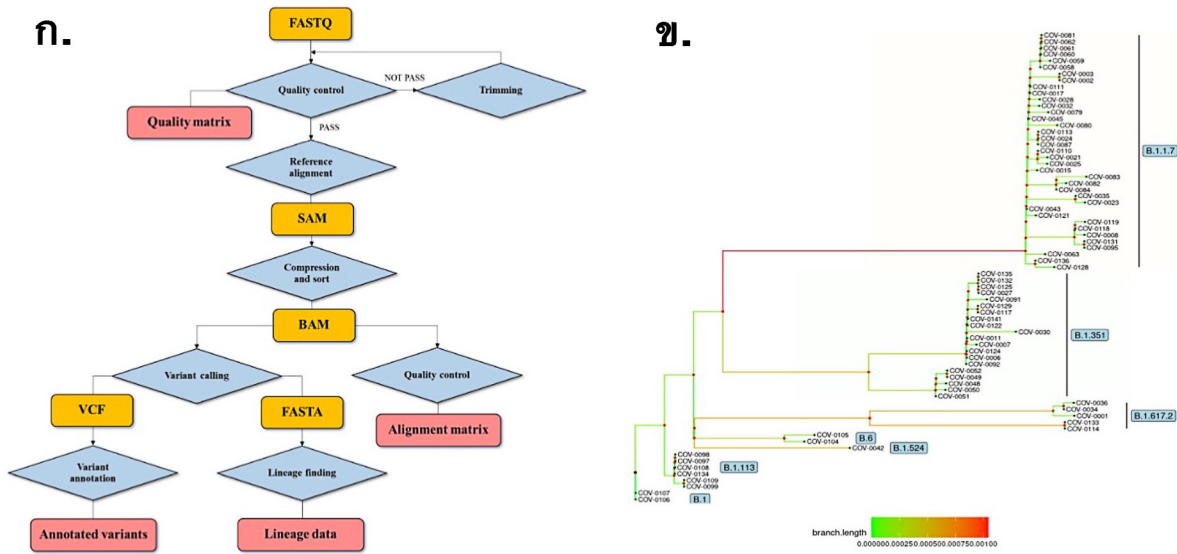 ก.
FASTQ
Quality control
NOT PASS
Trimming
Quality matrix
PASS
Reference
alignment
SAM
Compression
and sort
BAM
Variant calling
Quality control
VCF
FASTA
Alignment matrix
Variant
annotation
Lineage finding
Annotated variants
Lineage data
ข.
COV-0081
COV-0062
COV-0061
COV-0060
COV-0059
COV-0058
COV-0003
COV-0002
COV-0111
COV-0017
COV-0028
COV-0032
COV-0079
COV-0045
COV-0080
COV-0113
COV-0024
COV-0087
COV-0110
COV-0021
COV-0025
COV-0015
COV-0083
COV-0082
COV-0084
COV-0035
COV-0023
COV-0043
COV-0121
COV-0119
COV-0118
COV-0008
COV-0131
COV-0095
COV-0063
COV-0136
COV-0128
B.1.1.7
COV-0135
COV-0132
COV-0125
COV-0027
COV-0091
COV-0129
COV-0117
COV-0141
COV-0122
COV-0030
COV-0011
COV-0007
COV-0124
COV-0006
COV-0092
COV-0052
COV-0049
COV-0048
COV-0050
COV-0051
B.1.351
COV-0036
COV-0034
COV-0001
COV-0133
COV-0114
B.1.617.2
COV-0105
COV-0104
B.6
COV-0042
B.1.524
COV-0098
COV-0097
COV-0108
COV-0134
COV-0109
COV-0099
B.1.113
COV-0107
COV-0106
B.1
branch.length
0.000000.000250.000500.000750.00100